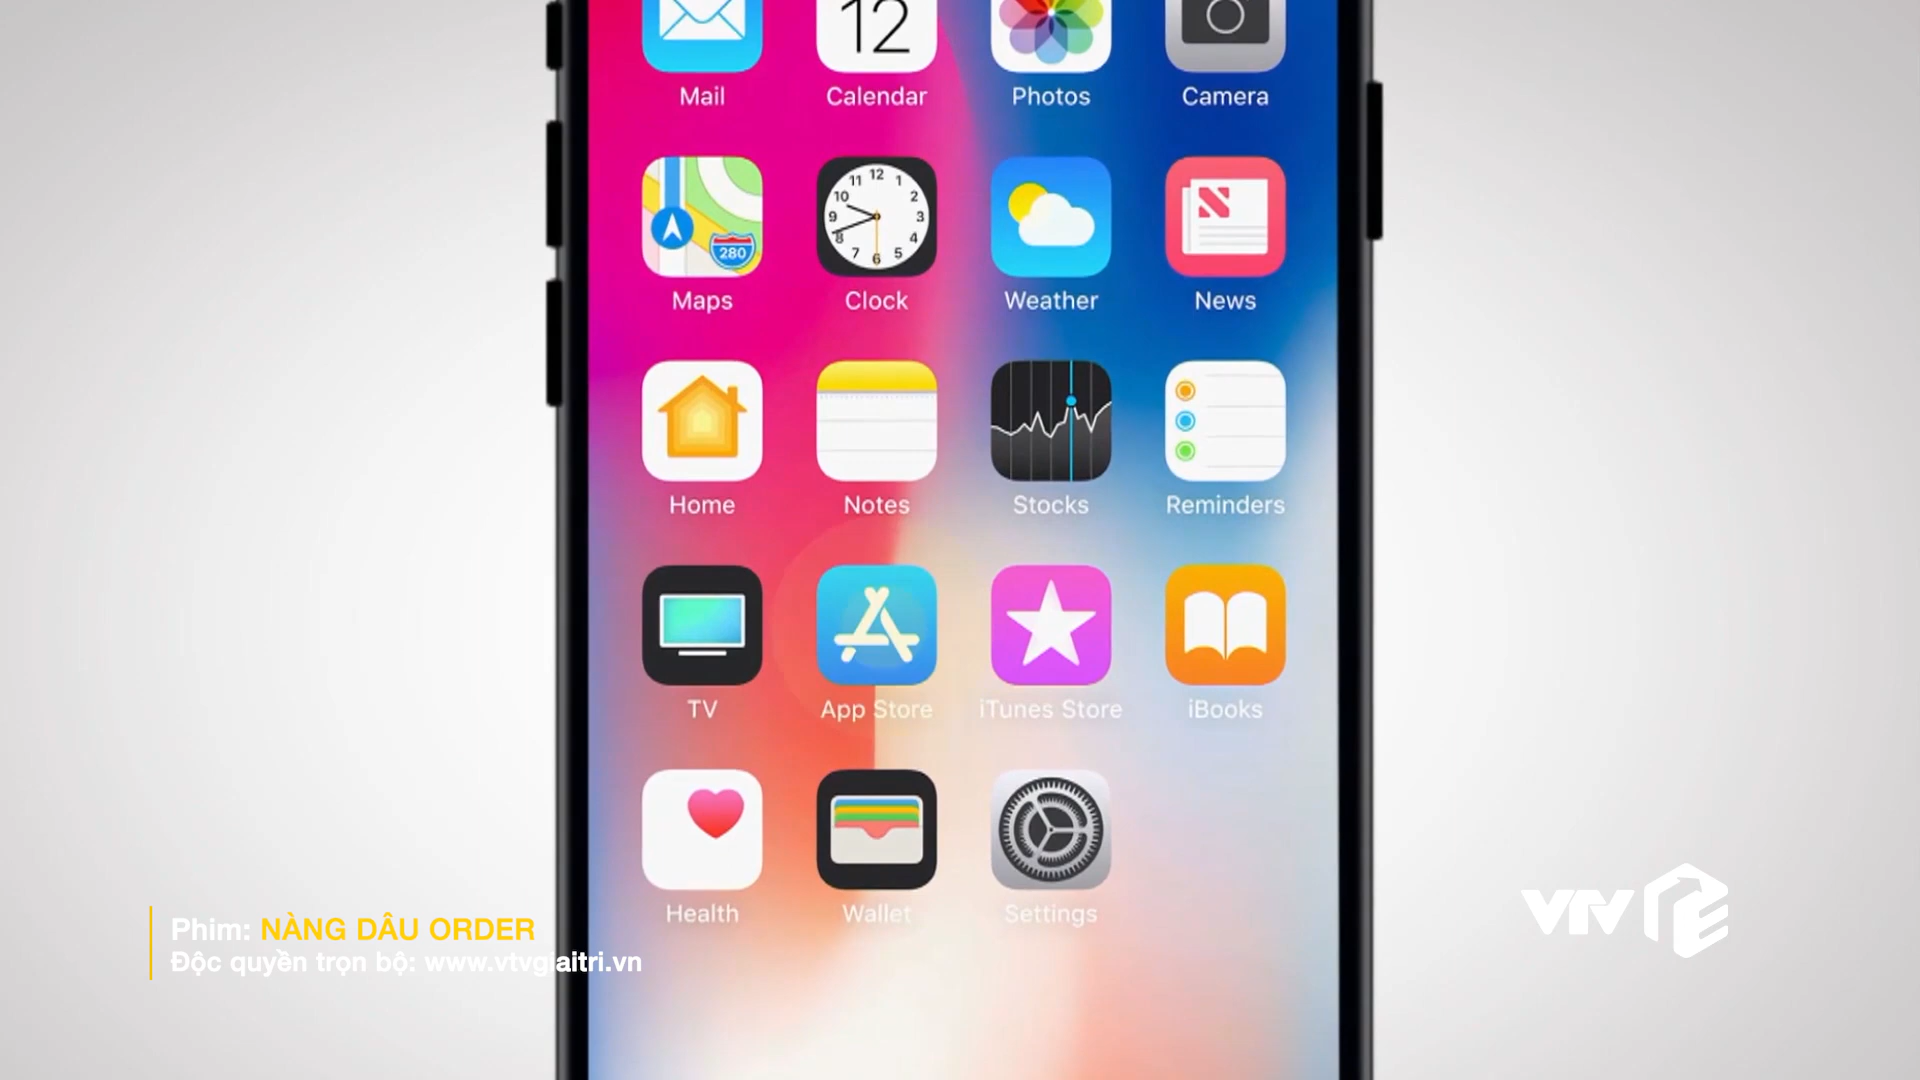 12
Mail Calendar Photos Camera
280
12 1 2 3 4 5 6 7 8 9 10 11
Maps Clock Weather News
Home Notes Stocks Reminders
TV App Store iTunes Store iBooks
Health Wallet Settings
Phim: NÀNG DÂU ORDER
Độc quyền trọn bộ: www.vtvgiaitri.vn
VTV